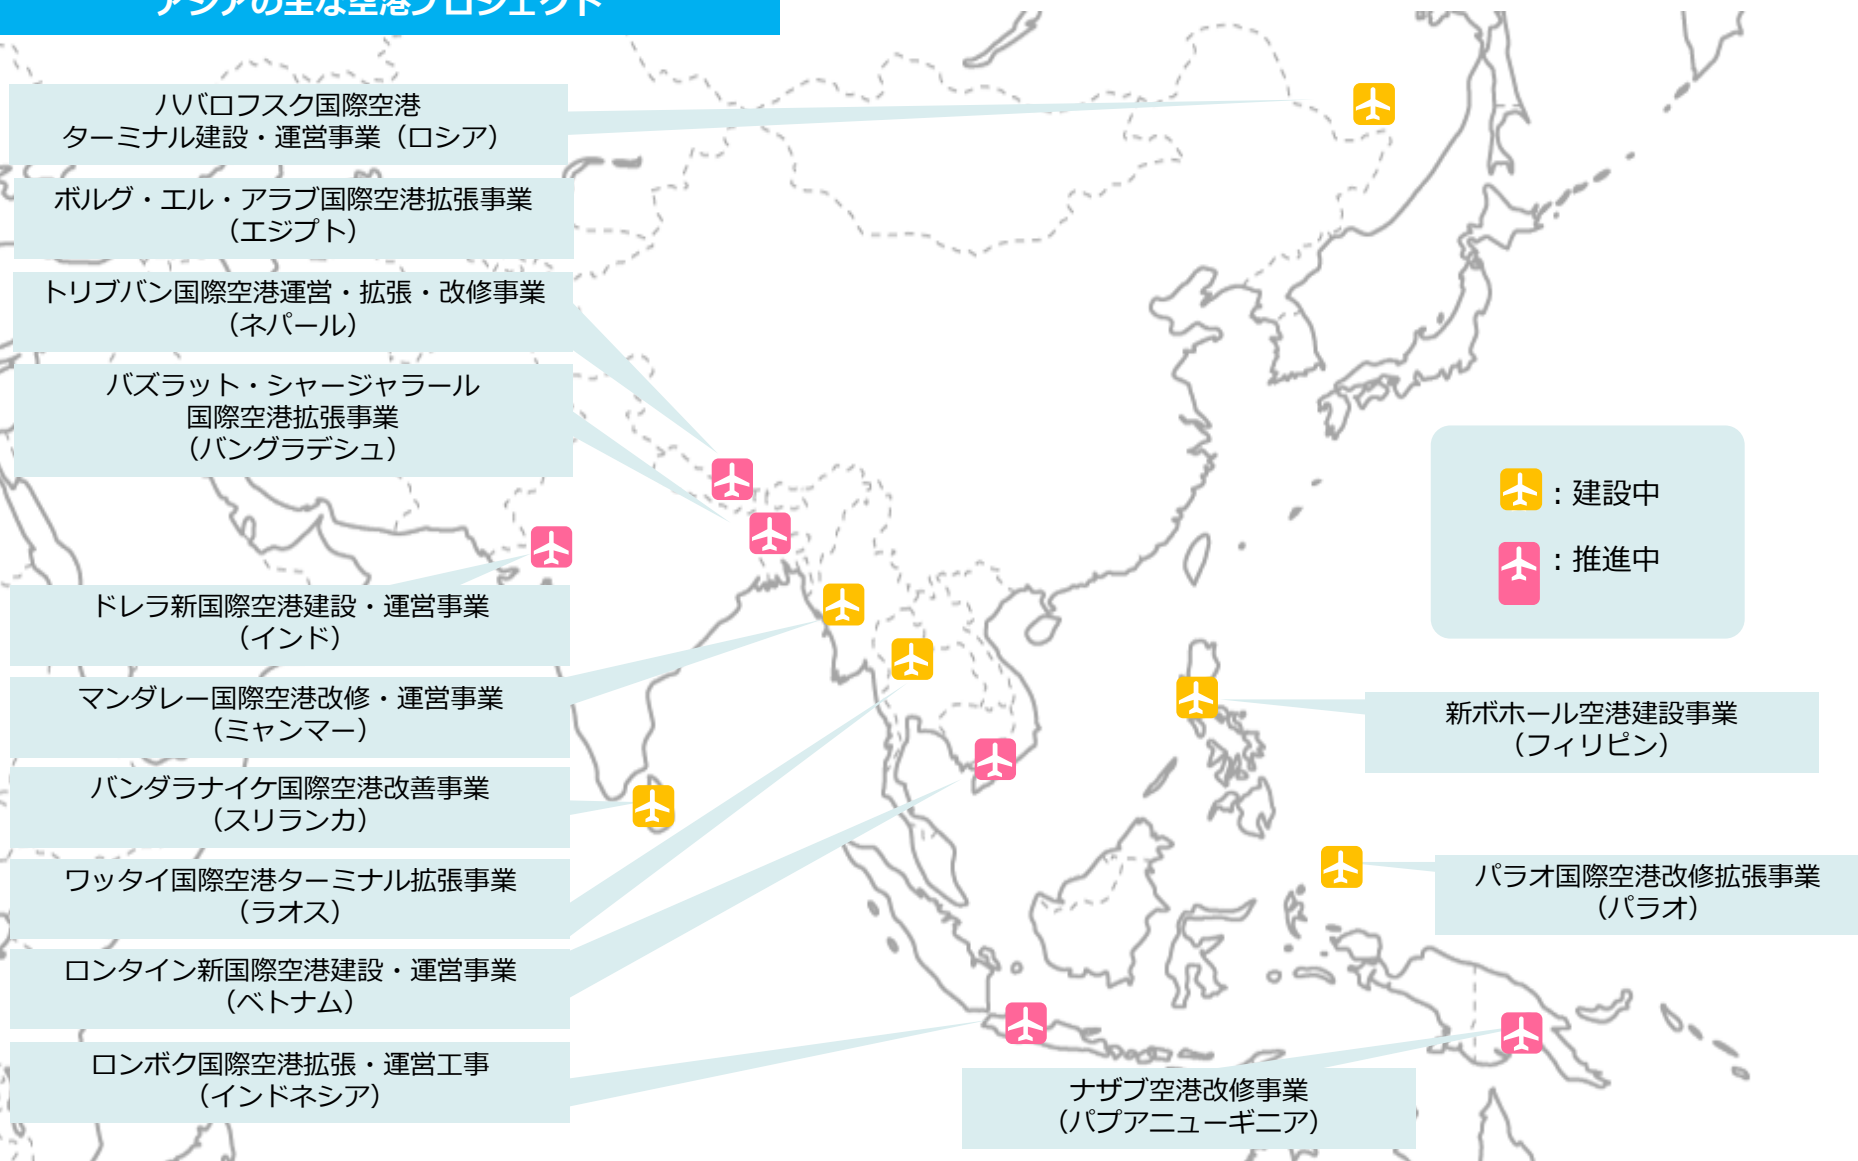 アジアの主な空港プロジェクト
ハバロフスク国際空港
ターミナル建設・運営事業（ロシア）
ボルグ・エル・アラブ国際空港拡張事業
（エジプト）
トリブバン国際空港運営・拡張・改修事業
（ネパール）
バズラット・シャージャラール
国際空港拡張事業
（バングラデシュ）
ドレラ新国際空港建設・運営事業
（インド）
マンダレー国際空港改修・運営事業
（ミャンマー）
バンダラナイケ国際空港改善事業
（スリランカ）
ワッタイ国際空港ターミナル拡張事業
（ラオス）
ロンタイン新国際空港建設・運営事業
（ベトナム）
ロンボク国際空港拡張・運営工事
（インドネシア）
：建設中
：推進中
新ボホール空港建設事業
（フィリピン）
パラオ国際空港改修拡張事業
（パラオ）
ナザブ空港改修事業
（パプアニューギニア）